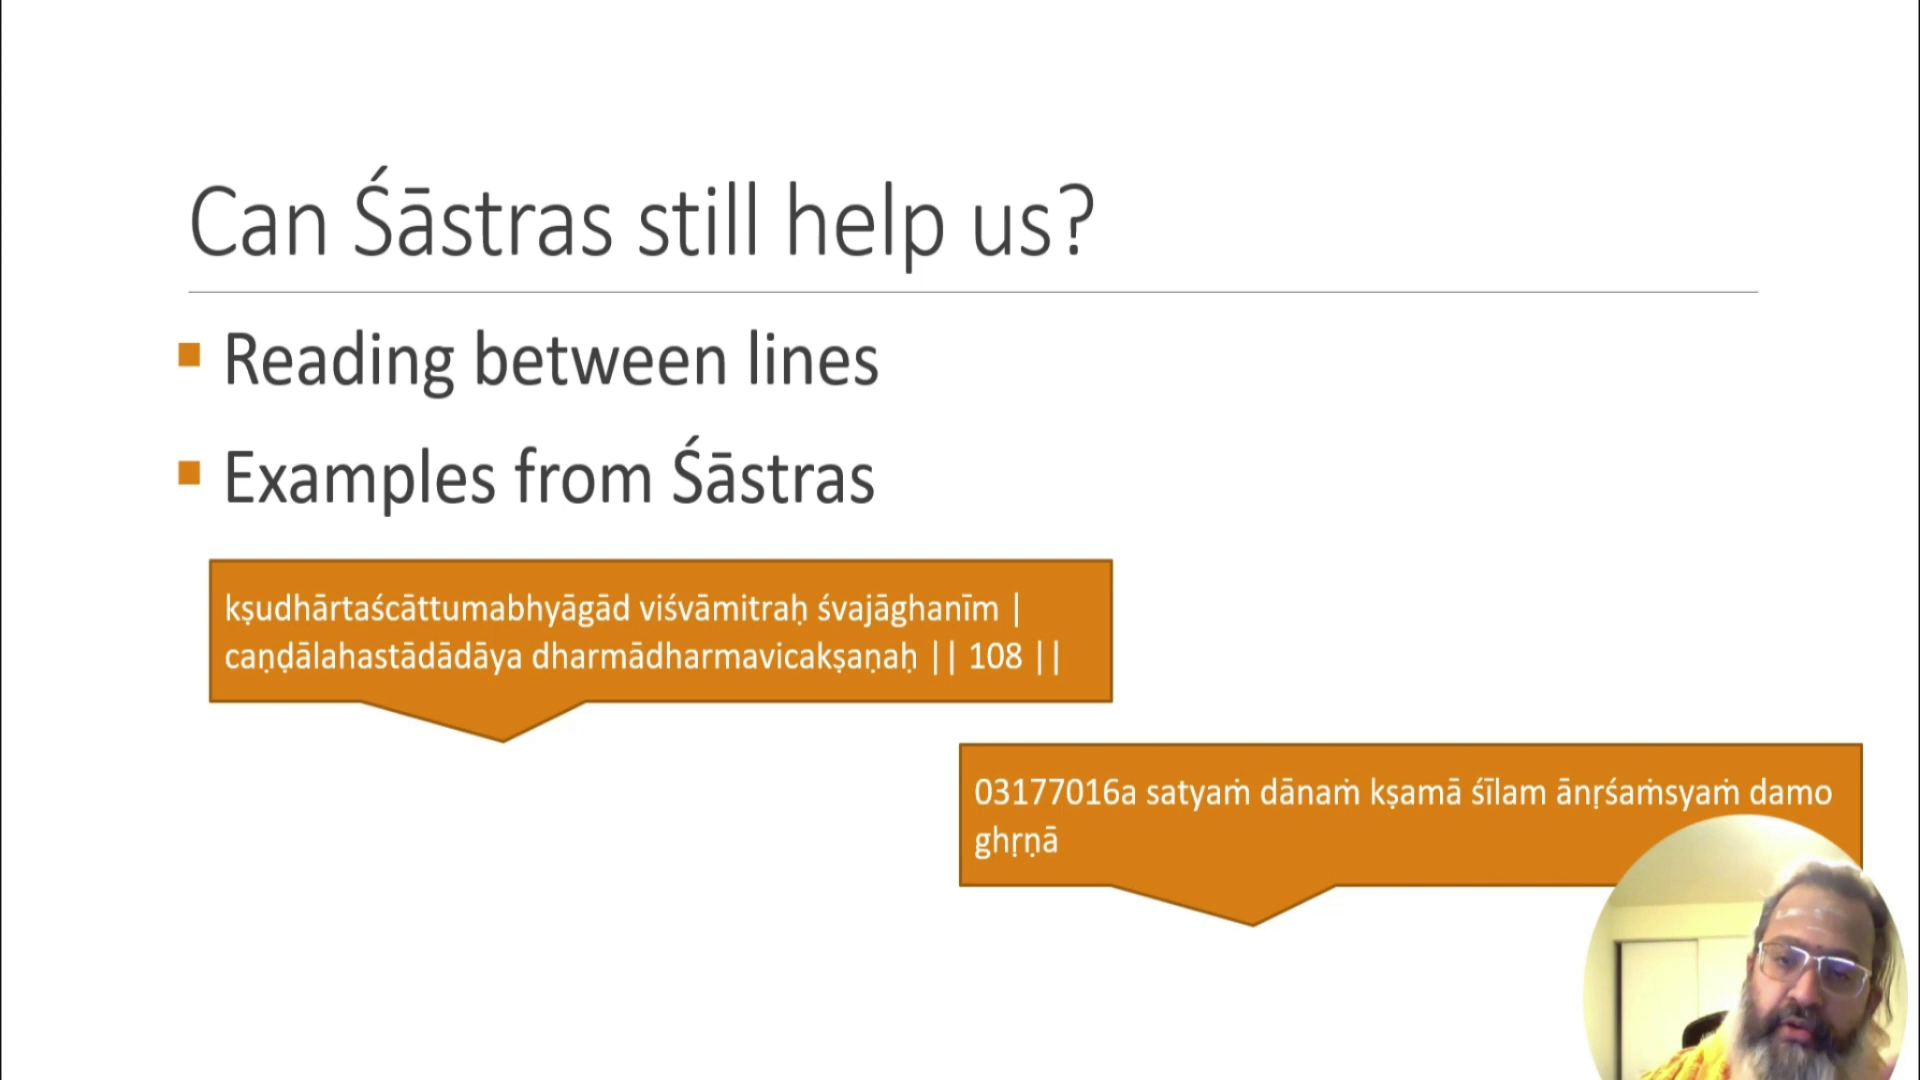 Can Śāstras still help us?
Reading between lines
Examples from Śāstras
kṣudhārtaścāttumabhyāgād viśvāmitraḥ śvajāghanīm |
caṇḍālahastādādāya dharmādharmavicakṣaṇaḥ || 108 ||
03177016a satyaṁ dānaṁ kṣamā śīlam ānṛśaṁsyaṁ damo
ghṛṇā